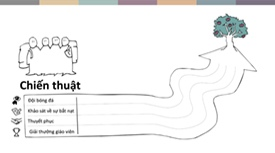 Chiến thuật
Đội bóng đá
Khảo sát về sự bắt nạt
Thuyết phục
Giải thưởng giáo viên